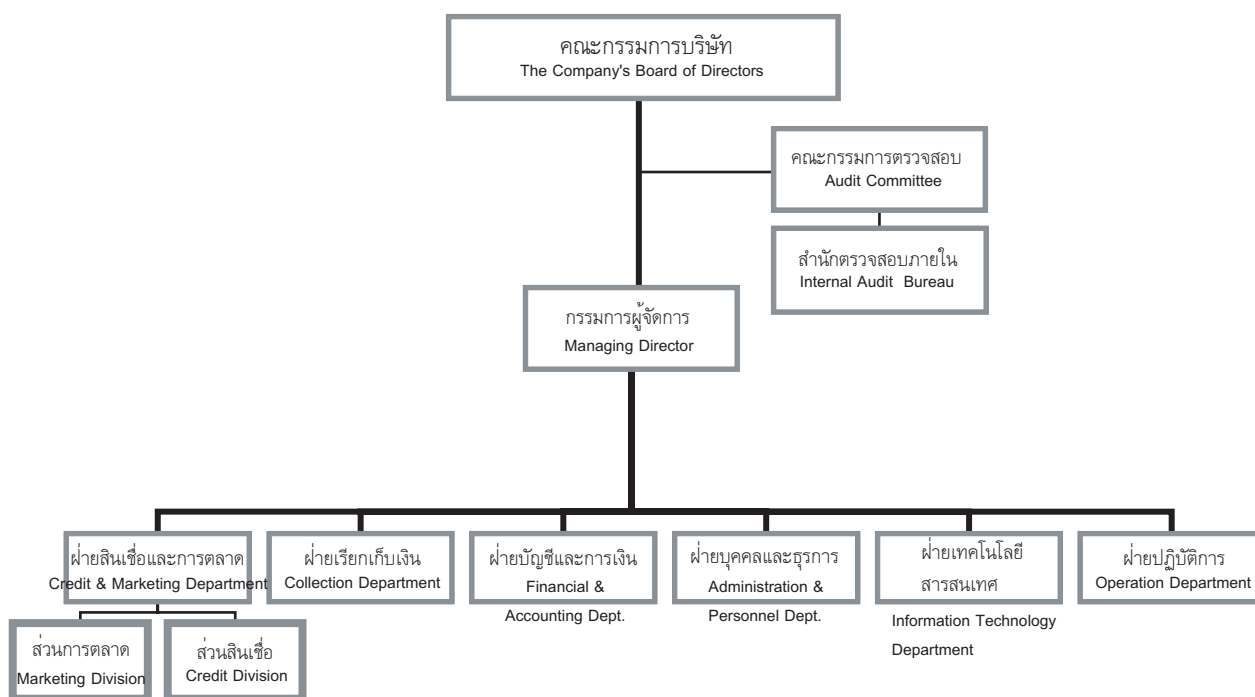 คณะกรรมการบริษัท
The Company's Board of Directors
คณะกรรมการตรวจสอบ
Audit Committee
สำนักตรวจสอบภายใน
Internal Audit Bureau
กรรมการผู้จัดการ
Managing Director
ฝ่ายสินเชื่อและการตลาด
Credit & Marketing Department
ฝ่ายเรียกเก็บเงิน
Collection Department
ฝ่ายบัญชีและการเงิน
Financial &
Accounting Dept.
ฝ่ายบุคคลและธุรการ
Administration &
Personnel Dept.
ฝ่ายเทคโนโลยี
สารสนเทศ
Information Technology
Department
ฝ่ายปฏิบัติการ
Operation Department
ส่วนการตลาด
Marketing Division
ส่วนสินเชื่อ
Credit Division